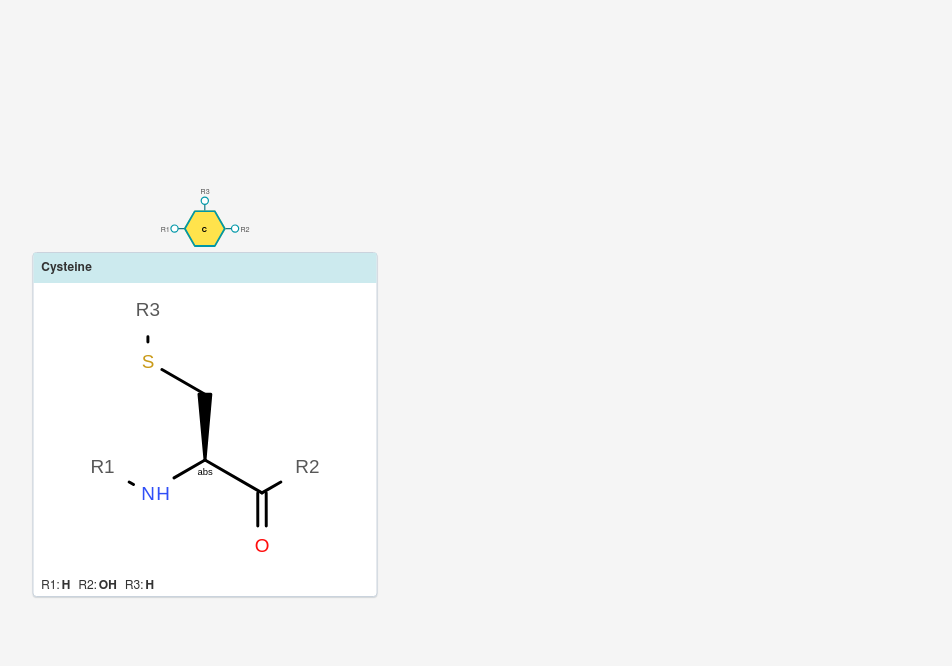 R3
R1 C R2
Cysteine
R3
S
abs
R1 R2
NH
O
R1: H R2: OH R3: H